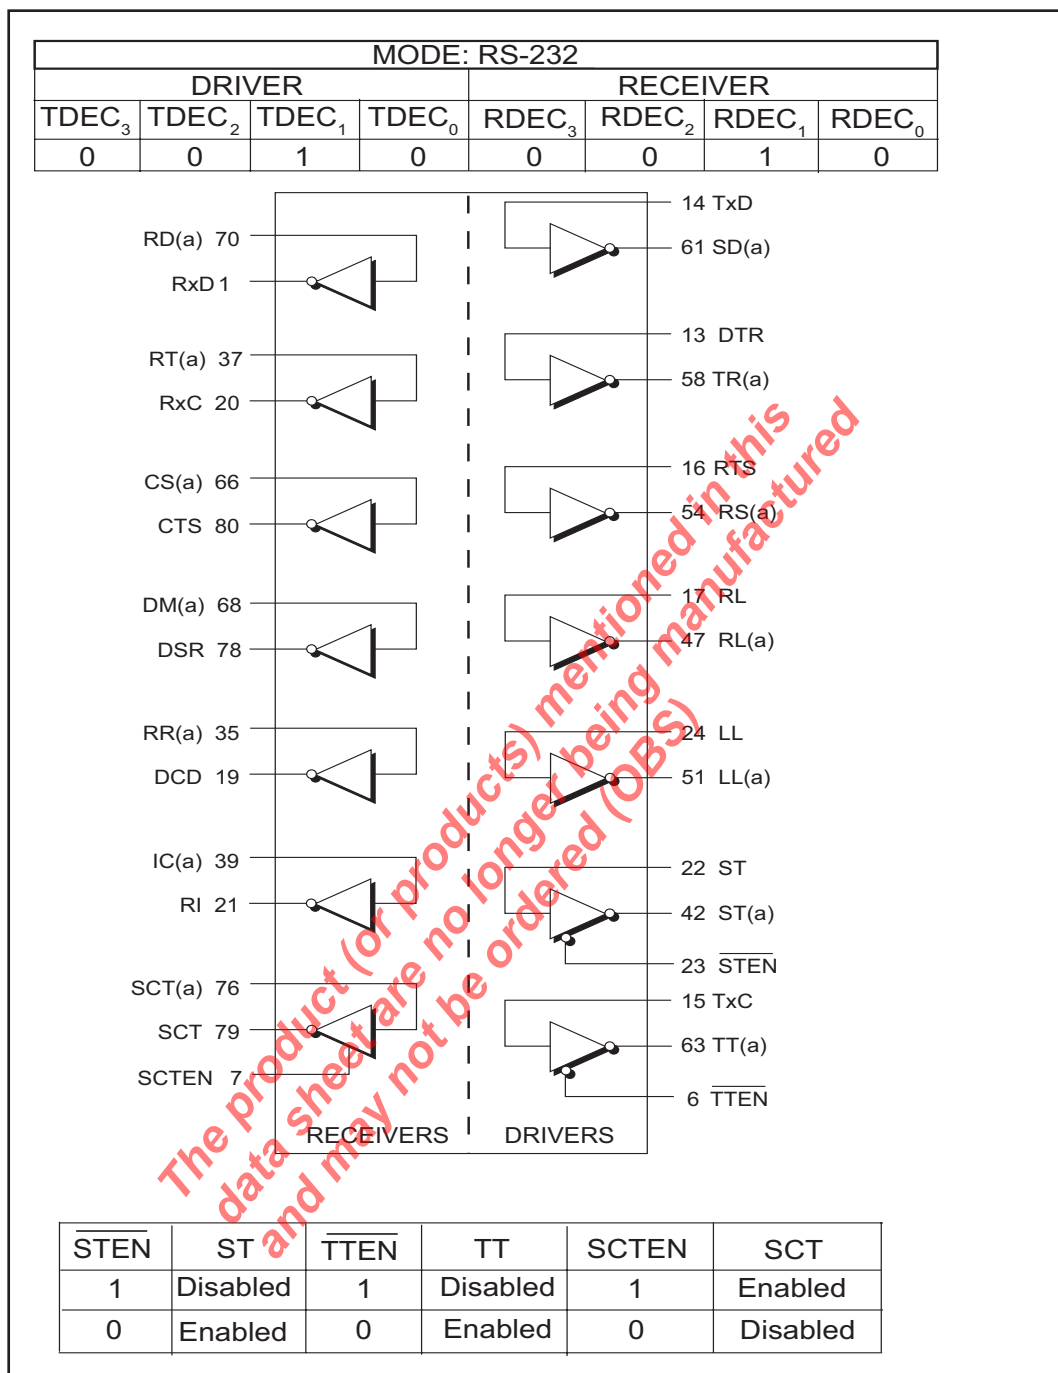 MODE: RS-232
DRIVER RECEIVER
TDEC3 TDEC2 TDEC1 TDEC0 RDEC3 RDEC2 RDEC1 RDEC0
0 0 1 0 0 0 1 0
14 TxD
RD(a) 70
61 SD(a)
RxD 1
13 DTR
RT(a) 37
58 TR(a)
RxC 20
16 RTS
CS(a) 66
54 RS(a)
CTS 80
17 RL
DM(a) 68
47 RL(a)
DSR 78
24 LL
RR(a) 35
51 LL(a)
DCD 19
22 ST
IC(a) 39
42 ST(a)
RI 21
23 S̅T̅E̅N̅
SCT(a) 76
15 TxC
SCT 79
63 TT(a)
SCTEN 7
6 T̅T̅E̅N̅
RECEIVERS DRIVERS
The product (or products) mentioned in this
data sheet are no longer being manufactured
and may not be ordered (OBS)
S̅T̅E̅N̅ ST T̅T̅E̅N̅ TT SCTEN SCT
1 Disabled 1 Disabled 1 Enabled
0 Enabled 0 Enabled 0 Disabled